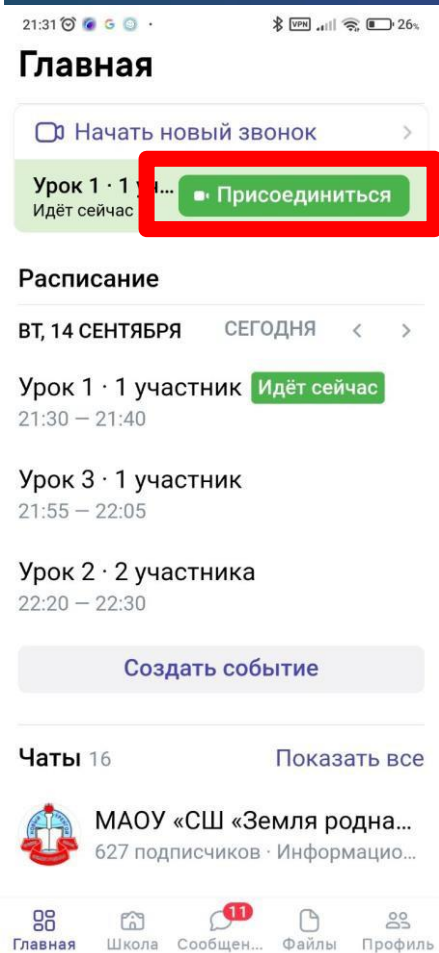 21:31 VPN 26%
Главная
Начать новый звонок
Урок 1 · 1 у...
Присоединиться
Идёт сейчас
Расписание
ВТ, 14 СЕНТЯБРЯ СЕГОДНЯ
Урок 1 · 1 участник Идёт сейчас
21:30 — 21:40
Урок 3 · 1 участник
21:55 — 22:05
Урок 2 · 2 участника
22:20 — 22:30
Создать событие
Чаты 16 Показать все
МАОУ «СШ «Земля родна...
627 подписчиков · Информацио...
11
Главная Школа Сообщен... Файлы Профиль